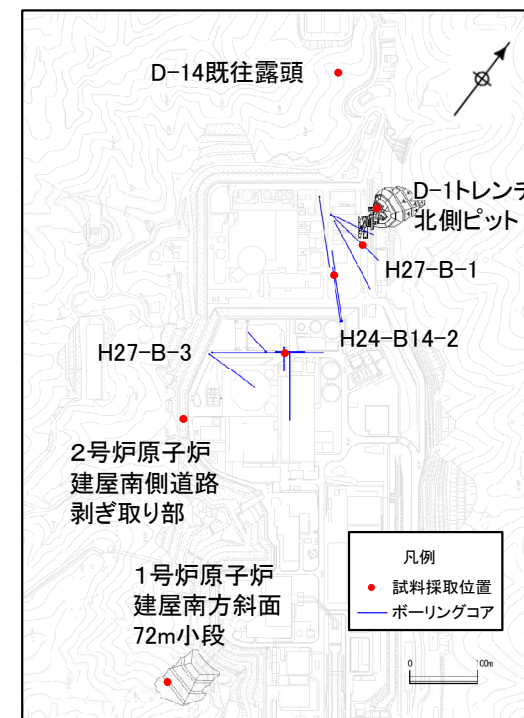 D-14既往露頭
D-1トレンチ
北側ピット
H27-B-1
H24-B14-2
H27-B-3
2号炉原子炉
建屋南側道路
剥ぎ取り部
1号炉原子炉
建屋南方斜面
72m小段
凡例
試料採取位置
ボーリングコア
0 100m